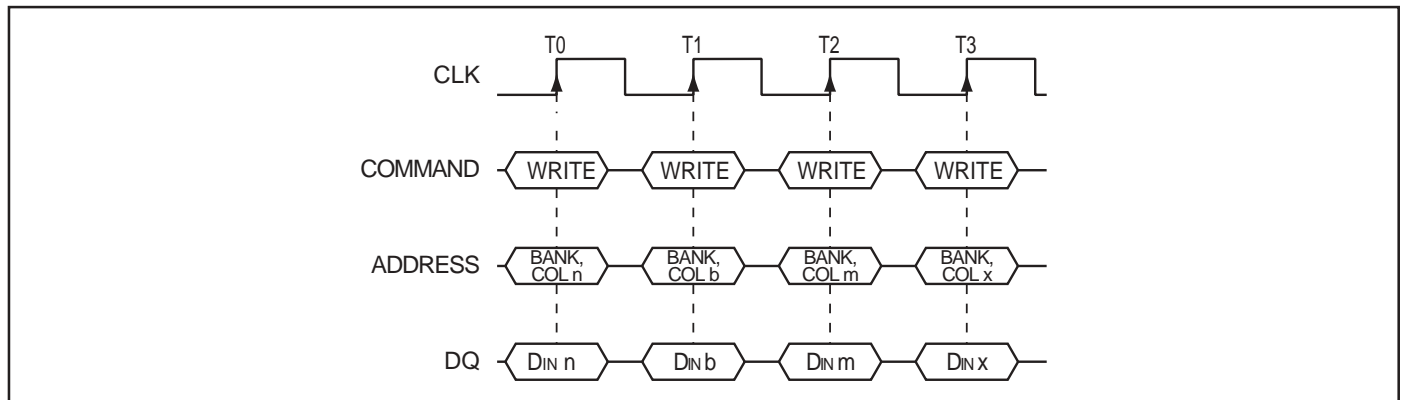 T0 T1 T2 T3
CLK
COMMAND WRITE WRITE WRITE WRITE
BANK, BANK, BANK, BANK,
ADDRESS
COL n COL b COL m COL x
DQ DIN n DIN b DIN m DIN x